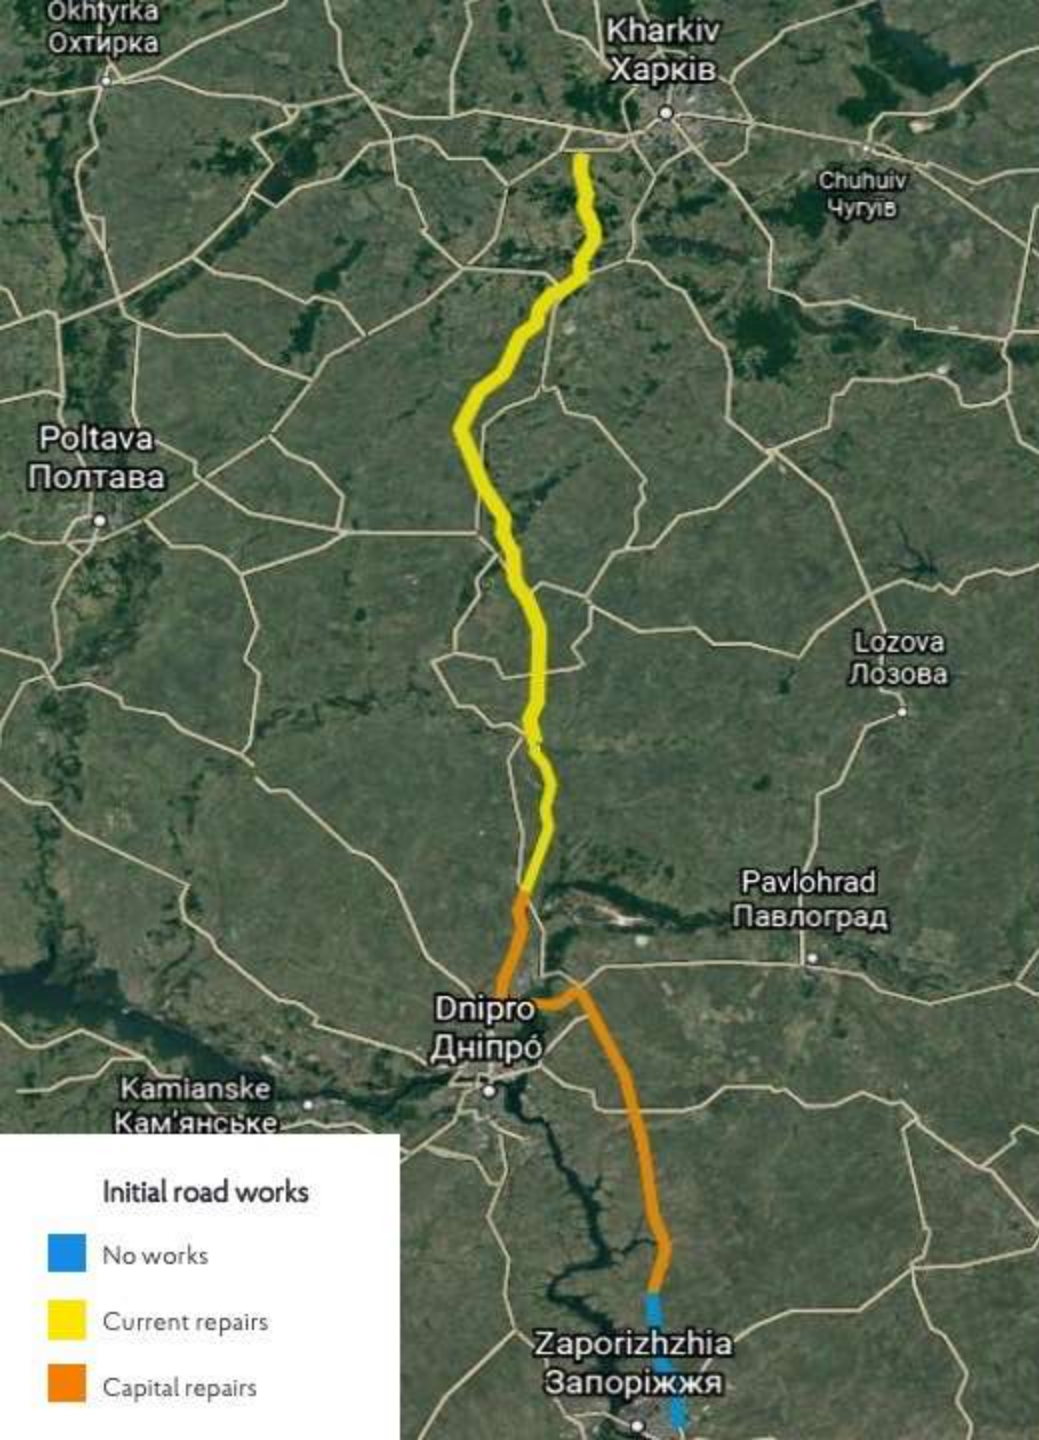 Okhtyrka
Охтирка
Kharkiv
Харків
Chuhuiv
Чугуїв
Poltava
Полтава
Lozova
Лозова
Pavlohrad
Павлоград
Dnipro
Дніпро́
Kamianske
Кам'янське
Initial road works
No works
Current repairs
Capital repairs
Zaporizhzhia
Запоріжжя